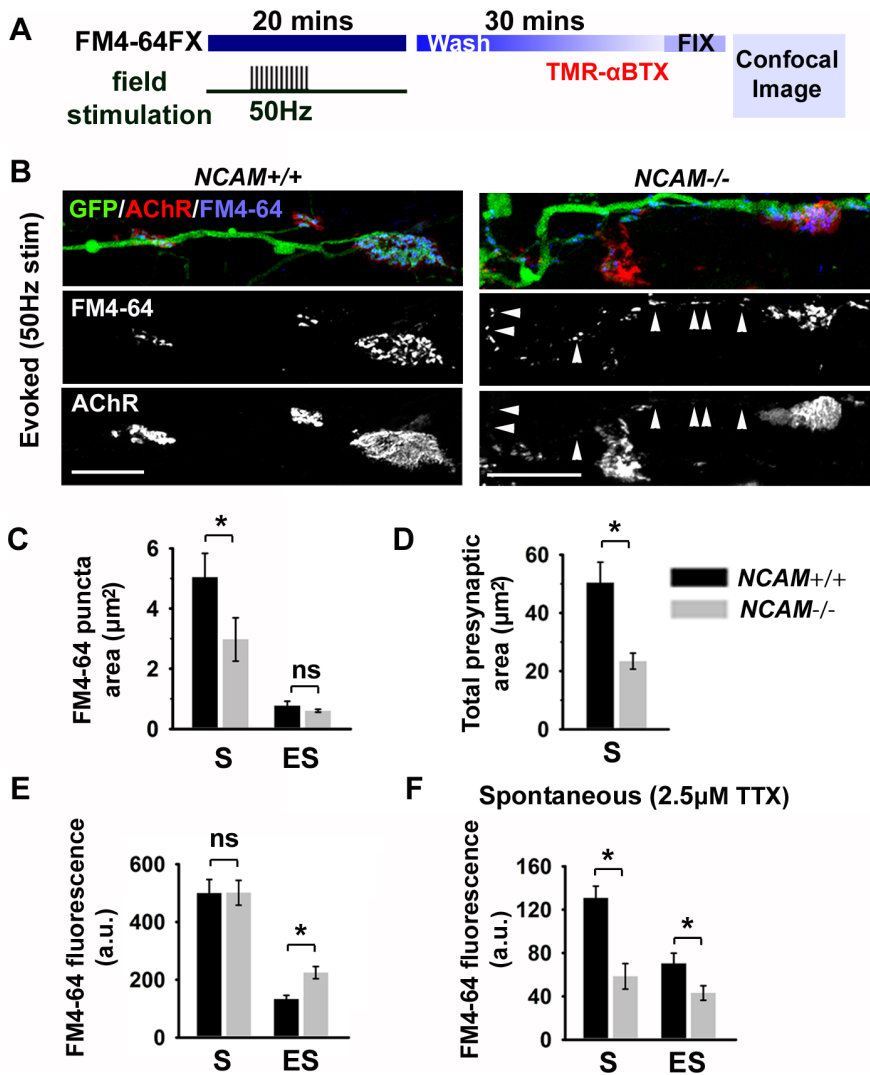 A
20 mins
30 mins
FM4-64FX
Wash
FIX
TMR-αBTX
field
stimulation
50Hz
Confocal
Image
B
NCAM+/+
NCAM-/-
Evoked (50Hz stim)
GFP/AChR/FM4-64
FM4-64
AChR
C
FM4-64 puncta
area (µm²)
6
4
2
0
*
ns
S
ES
D
Total presynaptic
area (µm²)
60
40
20
0
*
S
NCAM+/+
NCAM-/-
E
FM4-64 fluorescence
(a.u.)
600
400
200
0
ns
*
S
ES
F
Spontaneous (2.5µM TTX)
FM4-64 fluorescence
(a.u.)
160
120
80
40
0
*
*
S
ES